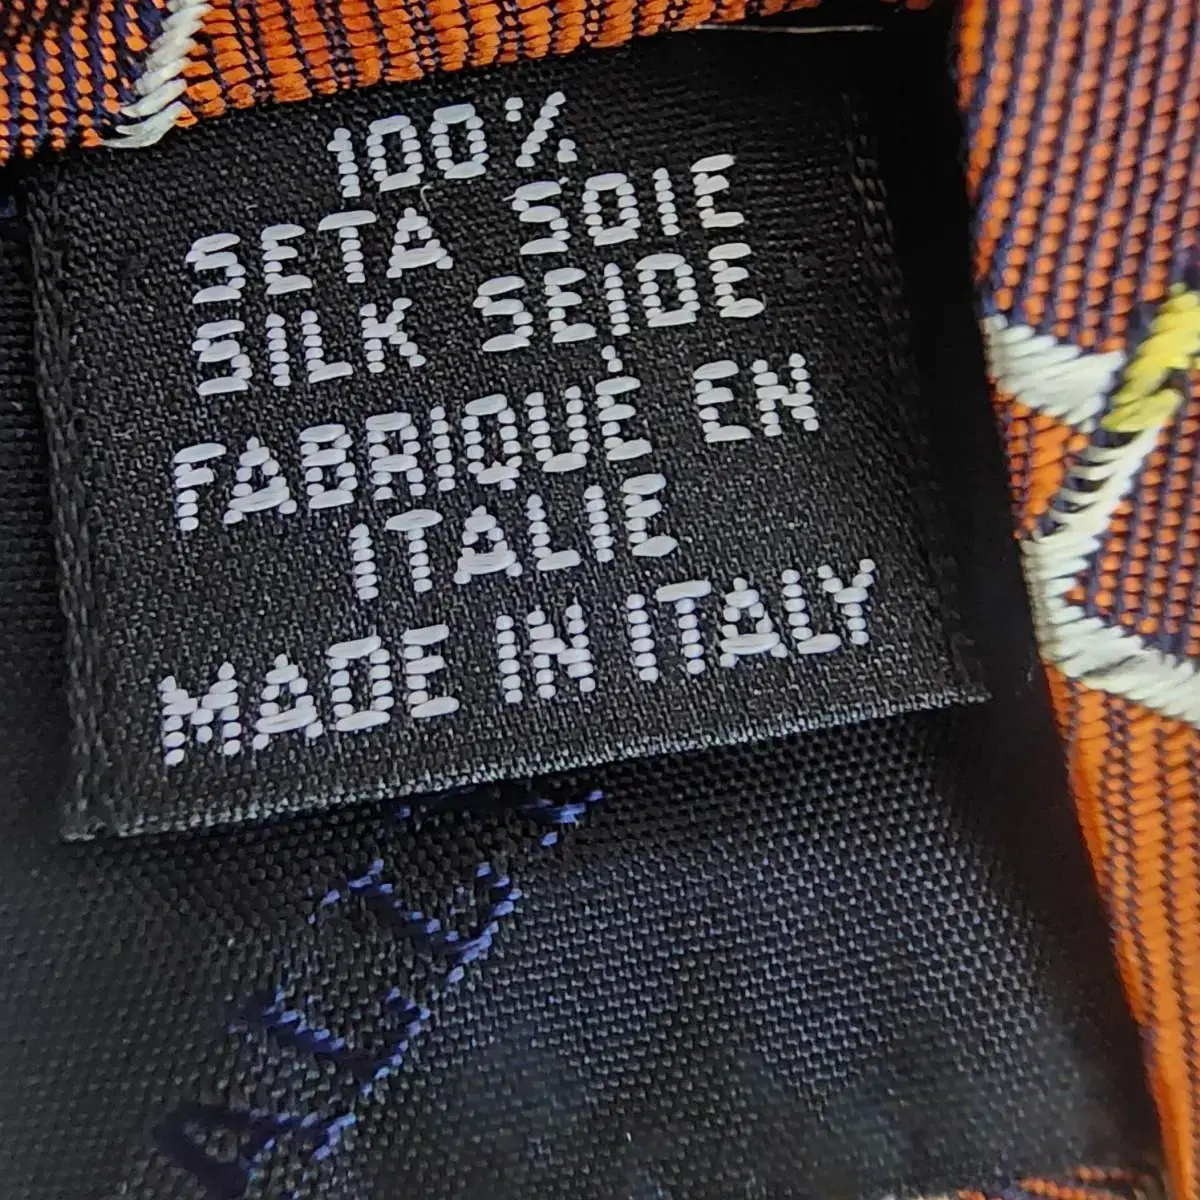 100%
SETA SOIE
SILK SEIDE
FABRIQUÉ EN
ITALIE
MADE IN ITALY